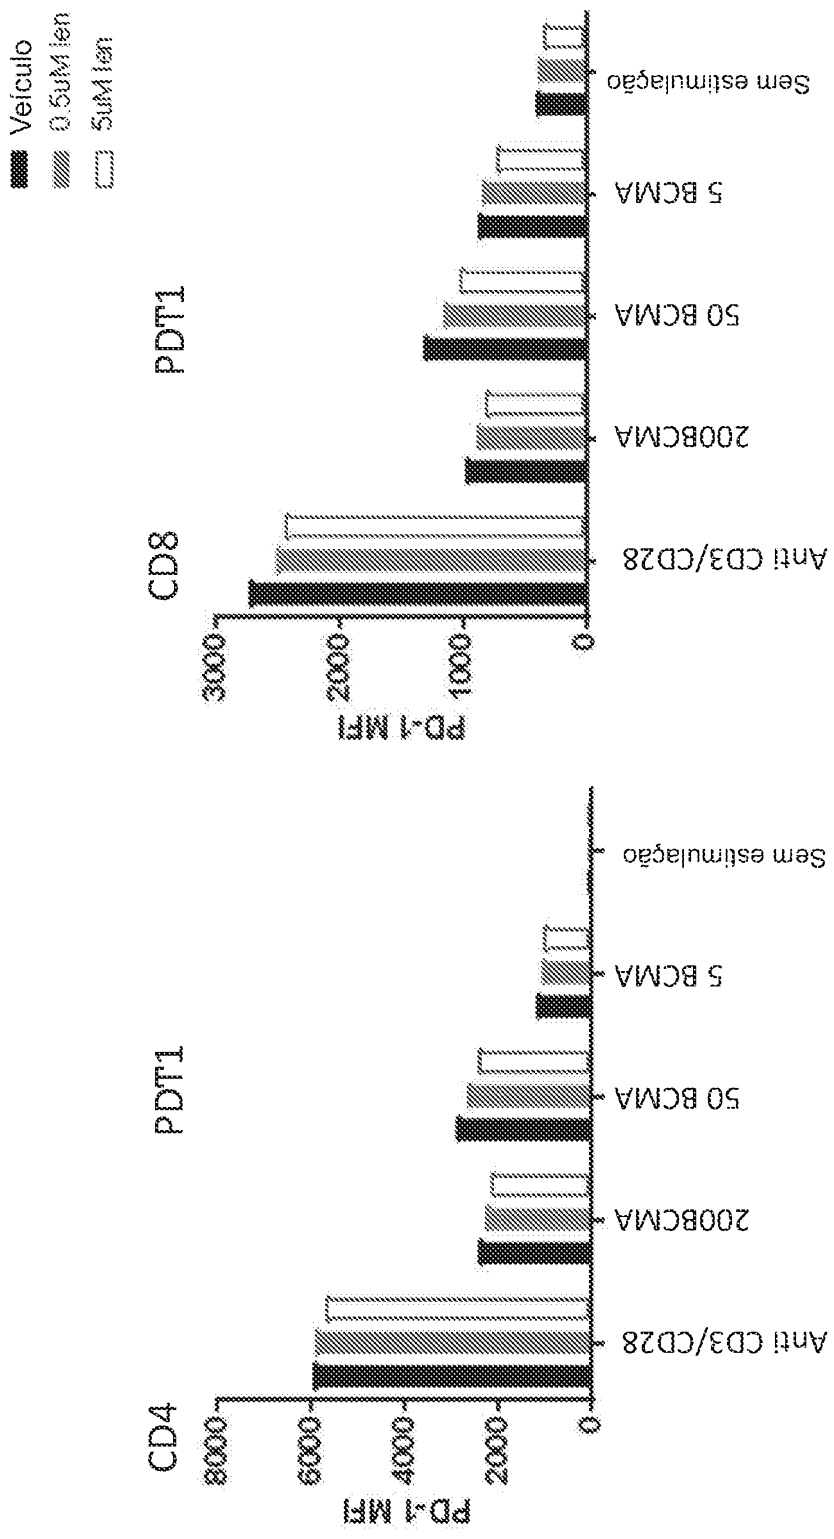 Veículo
0.5uM len
5uM len
CD4
PDT1
PD-1 MFI
8000
6000
4000
2000
0
Anti CD3/CD28
200BCMA
50 BCMA
5 BCMA
Sem estimulação
CD8
PDT1
PD-1 MFI
3000
2000
1000
0
Anti CD3/CD28
200BCMA
50 BCMA
5 BCMA
Sem estimulação